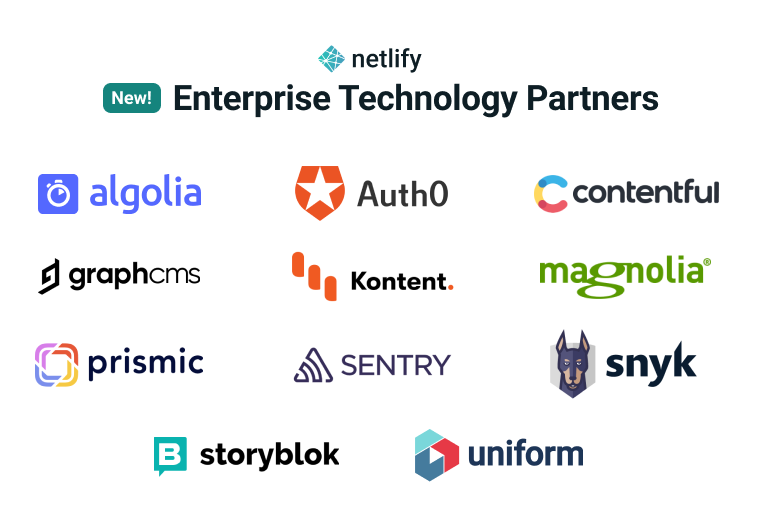 netlify
New! Enterprise Technology Partners
algolia Auth0 contentful
graphcms Kontent. magnolia®
prismic SENTRY snyk
B storyblok uniform